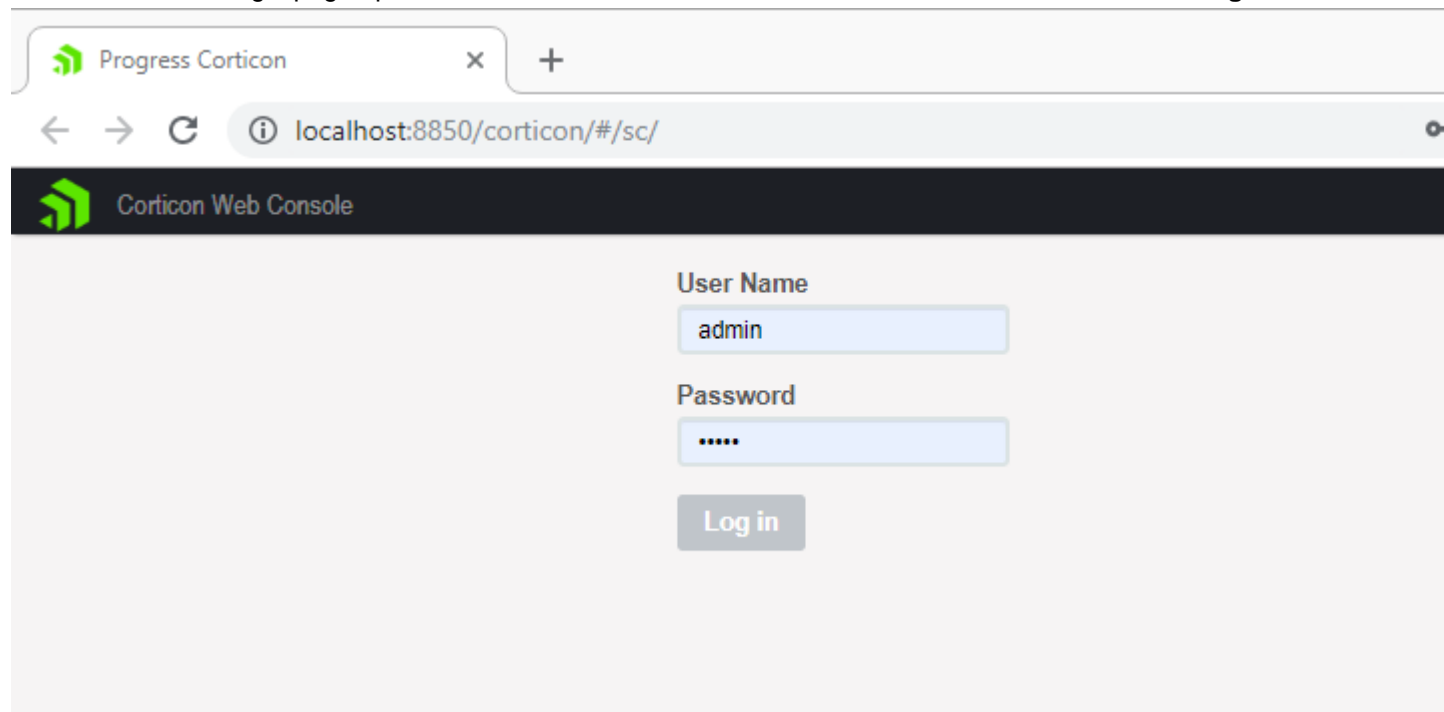 Progress Corticon
localhost:8850/corticon/#/sc/
Corticon Web Console
User Name
admin
Password
•••••
Log in